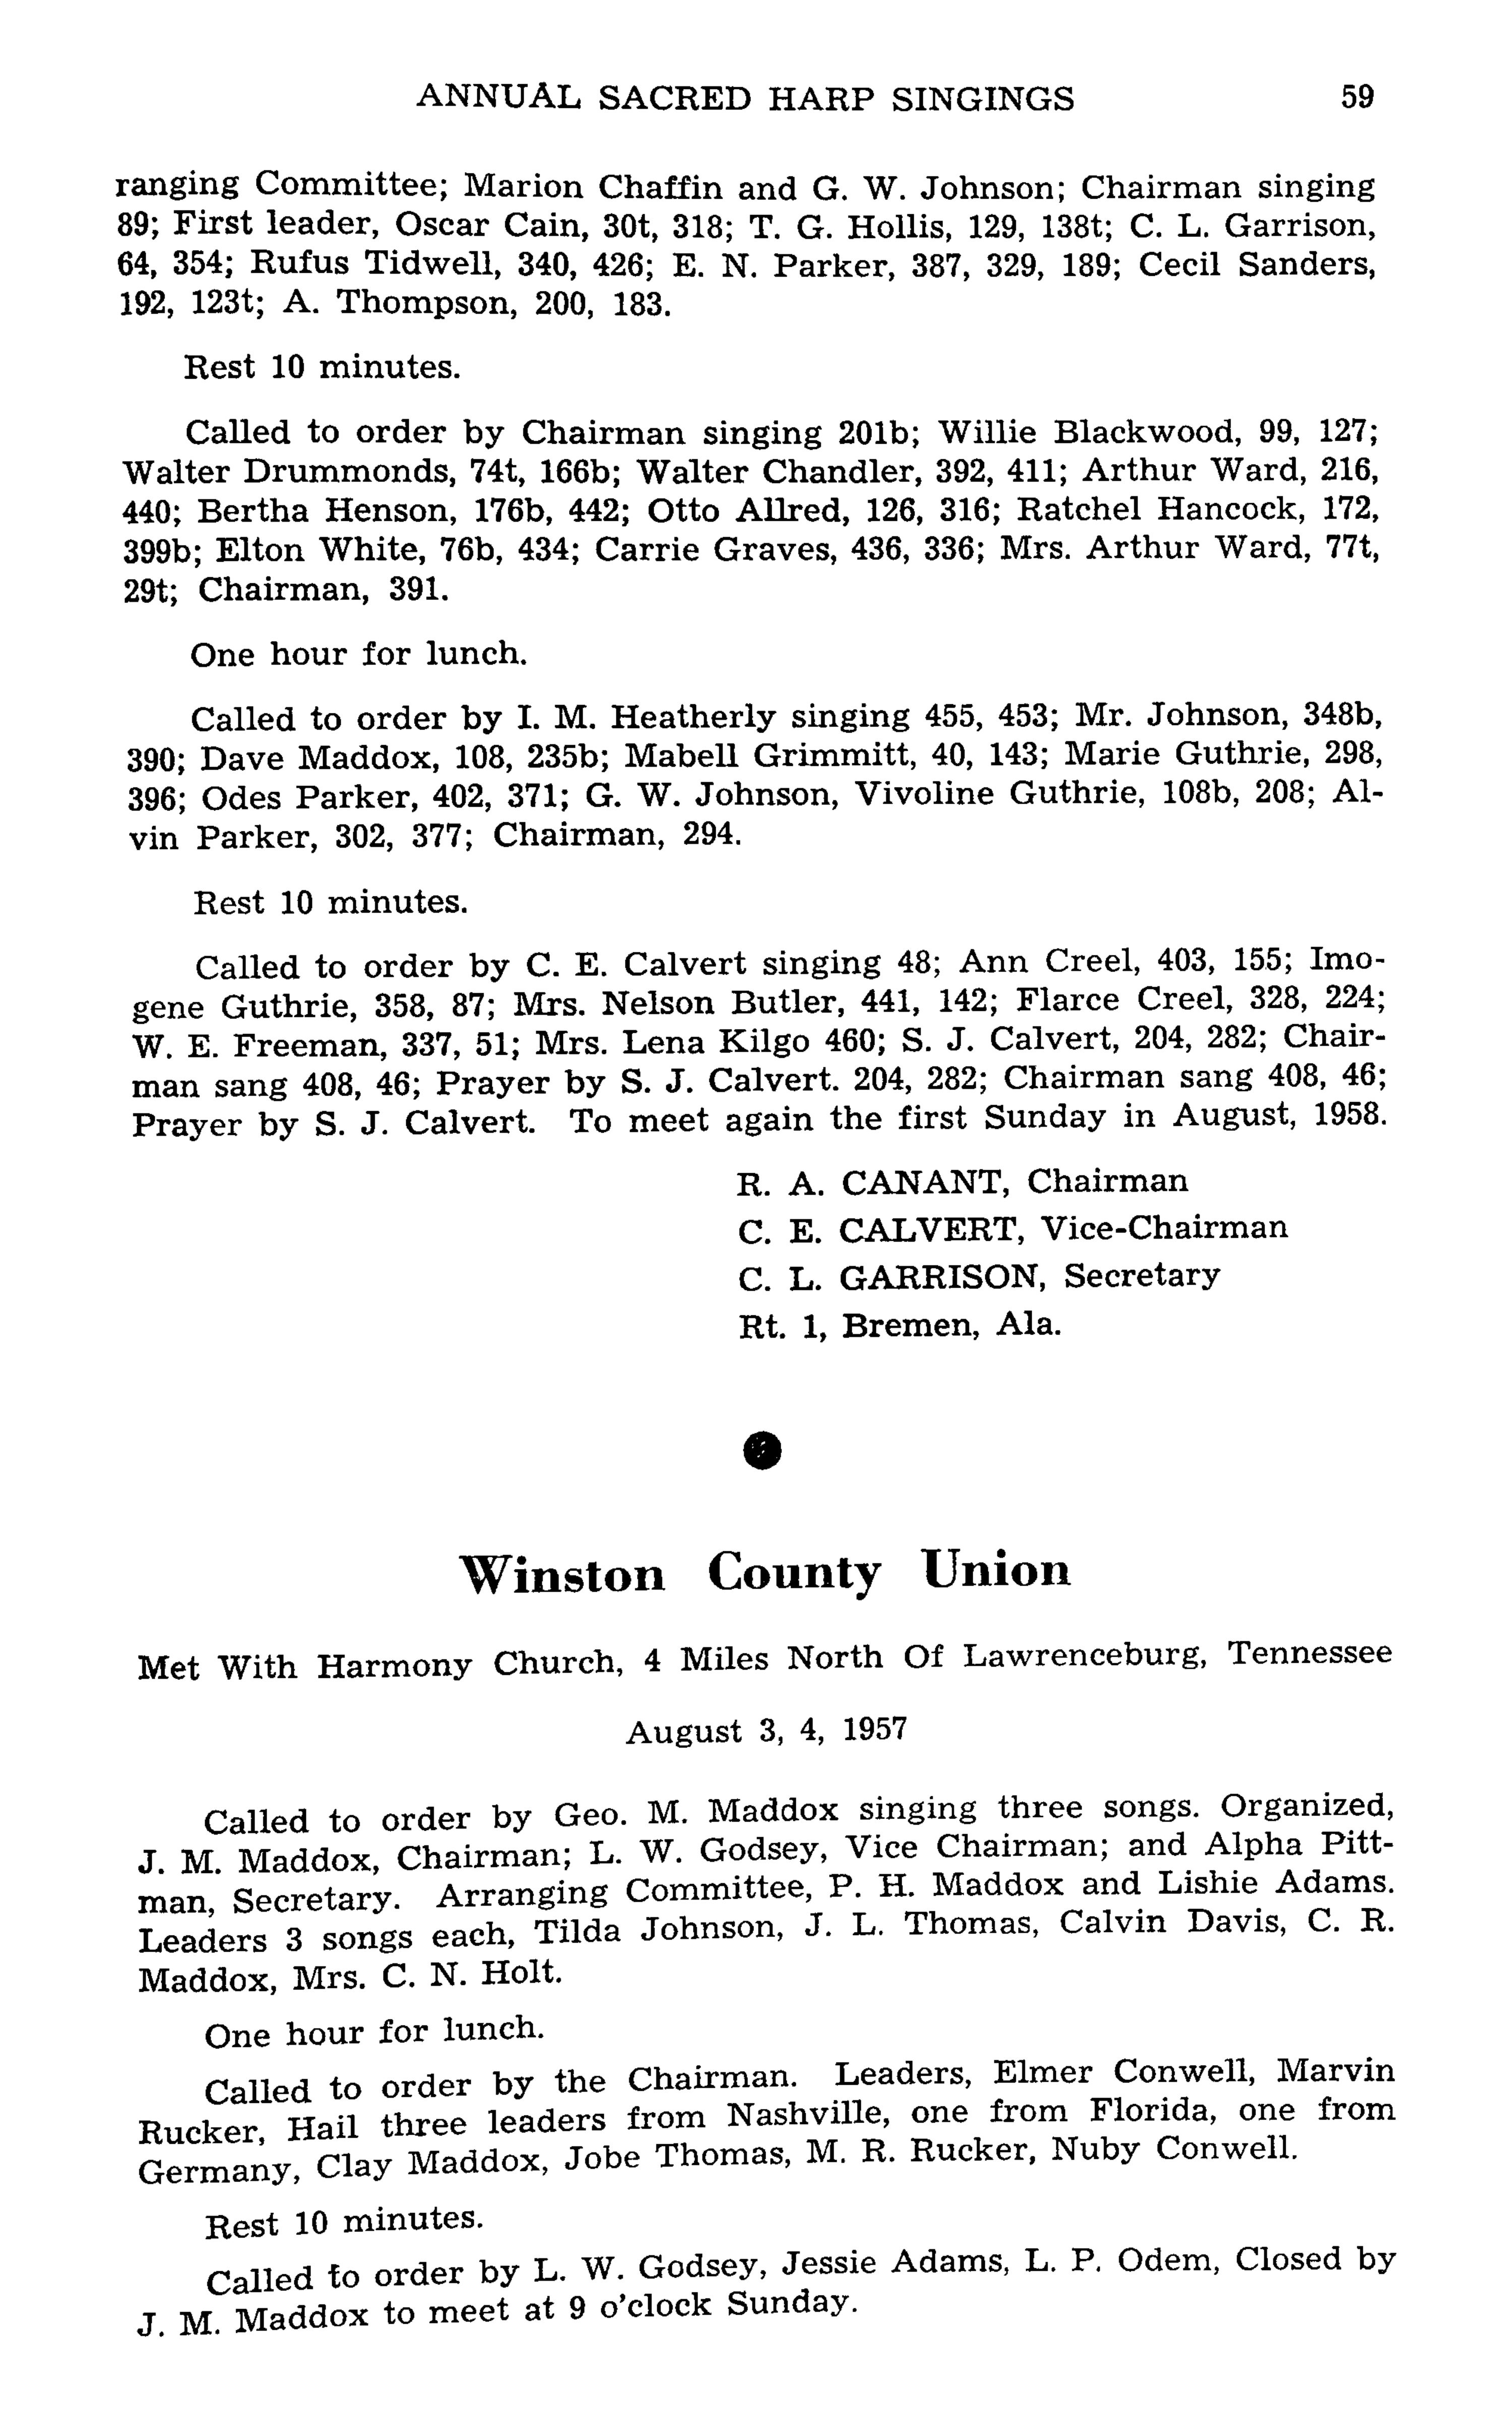 ANNUAL SACRED HARP SINGINGS 59
ranging Committee; Marion Chaffin and G. W. Johnson; Chairman singing
89; First leader, Oscar Cain, 30t, 318; T. G. Hollis, 129, 138t; C. L. Garrison,
64, 354; Rufus Tidwell, 340, 426; E. N. Parker, 387, 329, 189; Cecil Sanders,
192, 123t; A. Thompson, 200, 183.
Rest 10 minutes.
Called to order by Chairman singing 201b; Willie Blackwood, 99, 127;
Walter Drummonds, 74t, 166b; Walter Chandler, 392, 411; Arthur Ward, 216,
440; Bertha Henson, 176b, 442; Otto Allred, 126, 316; Ratchel Hancock, 172,
399b; Elton White, 76b, 434; Carrie Graves, 436, 336; Mrs. Arthur Ward, 77t,
29t; Chairman, 391.
One hour for lunch.
Called to order by I. M. Heatherly singing 455, 453; Mr. Johnson, 348b,
390; Dave Maddox, 108, 235b; Mabell Grimmitt, 40, 143; Marie Guthrie, 298,
396; Odes Parker, 402, 371; G. W. Johnson, Vivoline Guthrie, 108b, 208; Al-
vin Parker, 302, 377; Chairman, 294.
Rest 10 minutes.
Called to order by C. E. Calvert singing 48; Ann Creel, 403, 155; Imo-
gene Guthrie, 358, 87; Mrs. Nelson Butler, 441, 142; Flarce Creel, 328, 224;
W. E. Freeman, 337, 51; Mrs. Lena Kilgo 460; S. J. Calvert, 204, 282; Chair-
man sang 408, 46; Prayer by S. J. Calvert. 204, 282; Chairman sang 408, 46;
Prayer by S. J. Calvert. To meet again the first Sunday in August, 1958.
R. A. CANANT, Chairman
C. E. CALVERT, Vice-Chairman
C. L. GARRISON, Secretary
Rt. 1, Bremen, Ala.
Winston County Union
Met With Harmony Church, 4 Miles North Of Lawrenceburg, Tennessee
August 3, 4, 1957
Called to order by Geo. M. Maddox singing three songs. Organized,
J. M. Maddox, Chairman; L. W. Godsey, Vice Chairman; and Alpha Pitt-
man, Secretary. Arranging Committee, P. H. Maddox and Lishie Adams.
Leaders 3 songs each, Tilda Johnson, J. L. Thomas, Calvin Davis, C. R.
Maddox, Mrs. C. N. Holt.
One hour for lunch.
Called to order by the Chairman. Leaders, Elmer Conwell, Marvin
Rucker, Hail three leaders from Nashville, one from Florida, one from
Germany, Clay Maddox, Jobe Thomas, M. R. Rucker, Nuby Conwell.
Rest 10 minutes.
Called to order by L. W. Godsey, Jessie Adams, L. P. Odem, Closed by
J. M. Maddox to meet at 9 o'clock Sunday.